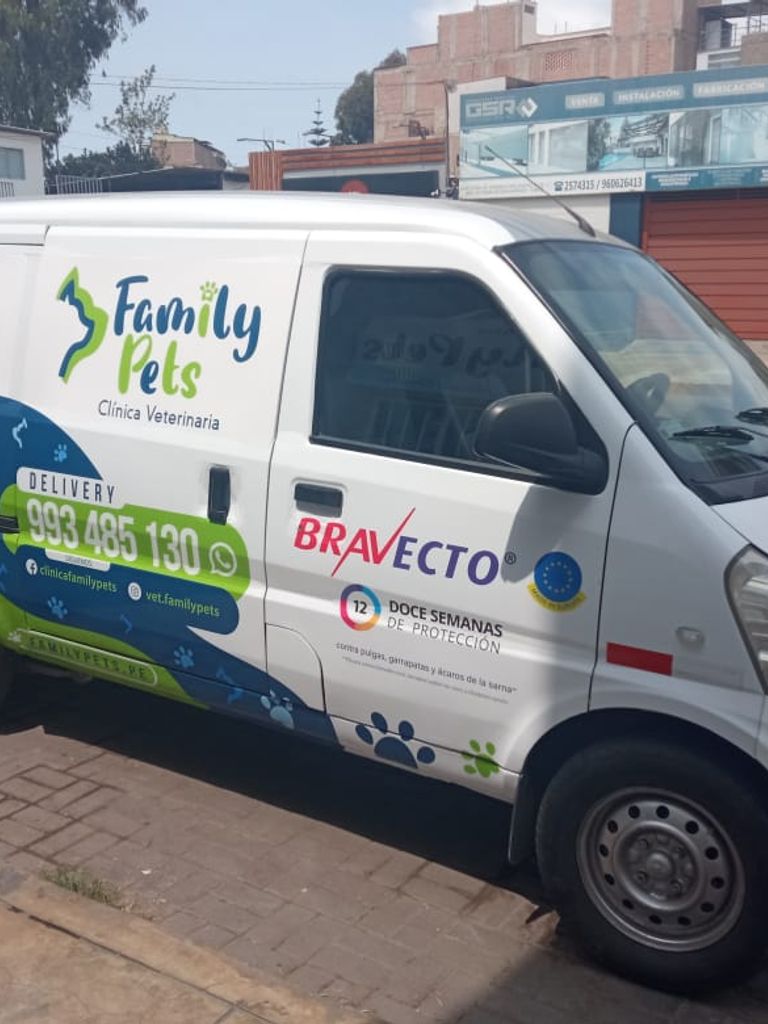 GSR
VENTA
INSTALACIÓN
FABRICACIÓN
2574315 / 960626413
Family
Pets
Clínica Veterinaria
DELIVERY
993 485 130
clinicafamilypets
vet.familypets
FAMILYPETS.PE
BRAVECTO®
12
DOCE SEMANAS
DE PROTECCIÓN
contra pulgas, garrapatas y ácaros de la sarna*